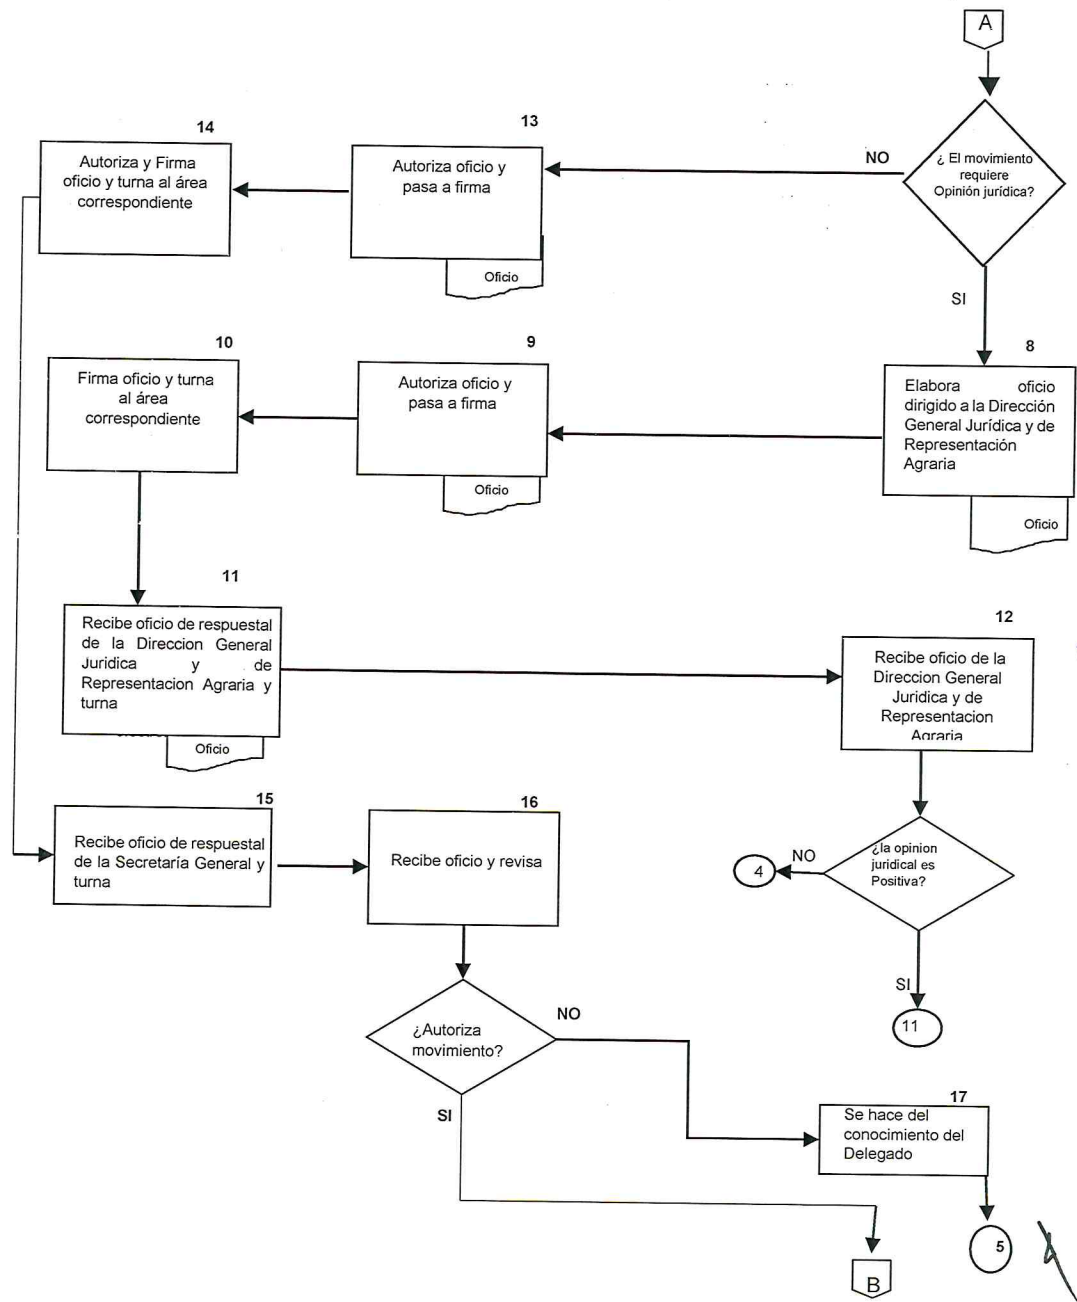 A
¿ El movimiento
requiere
Opinión jurídica?
NO
SI
13
Autoriza oficio y
pasa a firma
Oficio
14
Autoriza y Firma
oficio y turna al área
correspondiente
8
Elabora oficio
dirigido a la Dirección
General Jurídica y de
Representación
Agraria
Oficio
9
Autoriza oficio y
pasa a firma
Oficio
10
Firma oficio y turna
al área
correspondiente
11
Recibe oficio de respuestal
de la Direccion General
Juridica y de
Representacion Agraria y
turna
Oficio
12
Recibe oficio de la
Direccion General
Juridica y de
Representacion
Agraria
¿la opinion
juridical es
Positiva?
NO
4
SI
11
15
Recibe oficio de respuestal
de la Secretaría General y
turna
16
Recibe oficio y revisa
¿Autoriza
movimiento?
NO
SI
17
Se hace del
conocimiento del
Delegado
5
B